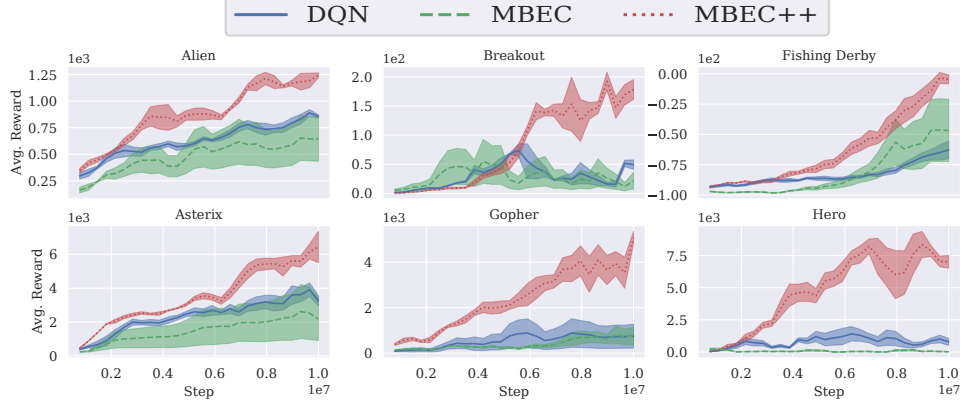 DQN MBEC MBEC++
Alien Breakout Fishing Derby
1e3 1e2 1e2
Avg. Reward
1.25
1.00
0.75
0.50
0.25
2.0
1.5
1.0
0.5
0.0
0.00
−0.25
−0.50
−0.75
−1.00
Asterix Gopher Hero
1e3 1e3 1e3
Avg. Reward
6
4
2
0
4
2
0
7.5
5.0
2.5
0.0
0.2 0.4 0.6 0.8 1.0
0.2 0.4 0.6 0.8 1.0
0.2 0.4 0.6 0.8 1.0
Step 1e7 Step 1e7 Step 1e7